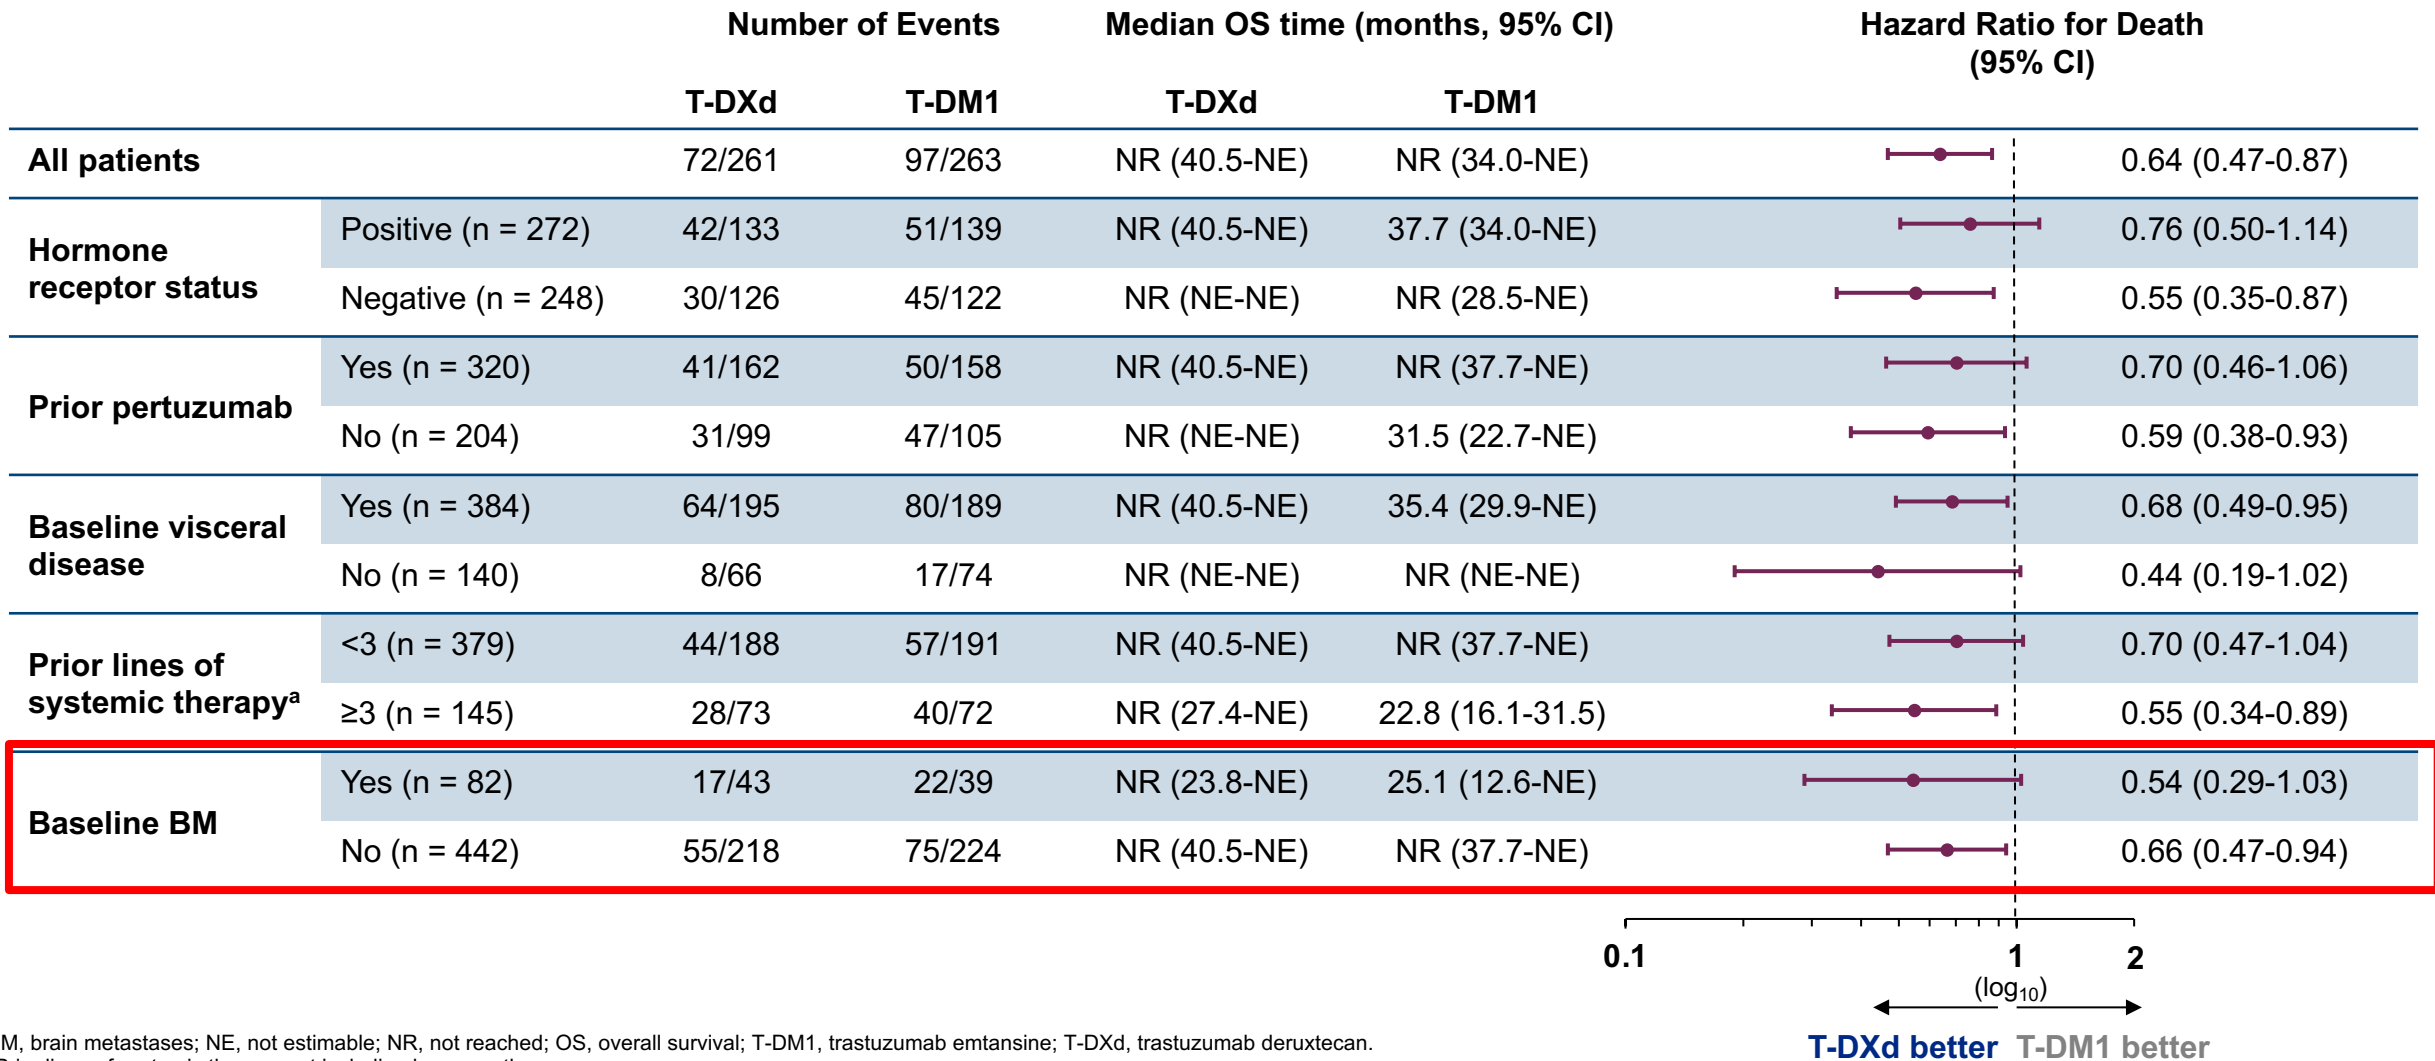 Number of Events Median OS time (months, 95% CI) Hazard Ratio for Death
(95% CI)
T-DXd T-DM1 T-DXd T-DM1
All patients 72/261 97/263 NR (40.5-NE) NR (34.0-NE) 0.64 (0.47-0.87)
Hormone
receptor status
Positive (n = 272) 42/133 51/139 NR (40.5-NE) 37.7 (34.0-NE) 0.76 (0.50-1.14)
Negative (n = 248) 30/126 45/122 NR (NE-NE) NR (28.5-NE) 0.55 (0.35-0.87)
Prior pertuzumab
Yes (n = 320) 41/162 50/158 NR (40.5-NE) NR (37.7-NE) 0.70 (0.46-1.06)
No (n = 204) 31/99 47/105 NR (NE-NE) 31.5 (22.7-NE) 0.59 (0.38-0.93)
Baseline visceral
disease
Yes (n = 384) 64/195 80/189 NR (40.5-NE) 35.4 (29.9-NE) 0.68 (0.49-0.95)
No (n = 140) 8/66 17/74 NR (NE-NE) NR (NE-NE) 0.44 (0.19-1.02)
Prior lines of
systemic therapyᵃ
<3 (n = 379) 44/188 57/191 NR (40.5-NE) NR (37.7-NE) 0.70 (0.47-1.04)
≥3 (n = 145) 28/73 40/72 NR (27.4-NE) 22.8 (16.1-31.5) 0.55 (0.34-0.89)
Baseline BM
Yes (n = 82) 17/43 22/39 NR (23.8-NE) 25.1 (12.6-NE) 0.54 (0.29-1.03)
No (n = 442) 55/218 75/224 NR (40.5-NE) NR (37.7-NE) 0.66 (0.47-0.94)
0.1 1 2
(log₁₀)
T-DXd better T-DM1 better
M, brain metastases; NE, not estimable; NR, not reached; OS, overall survival; T-DM1, trastuzumab emtansine; T-DXd, trastuzumab deruxtecan.